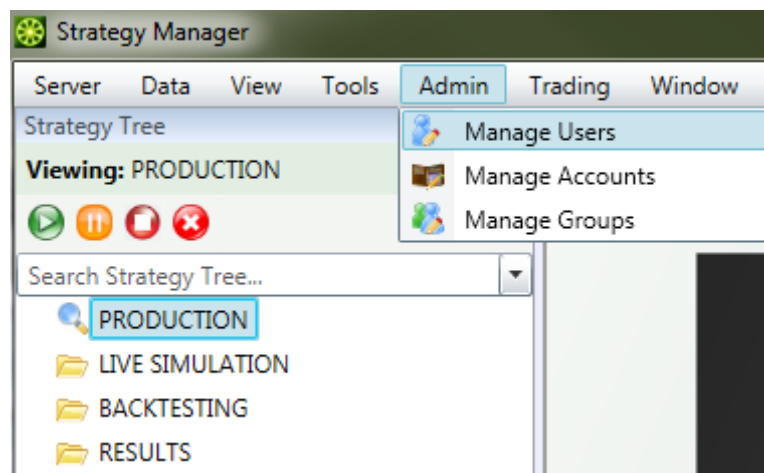 Strategy Manager
Server Data View Tools Admin Trading Window
Strategy Tree
Manage Users
Viewing: PRODUCTION
Manage Accounts
Manage Groups
Search Strategy Tree...
PRODUCTION
LIVE SIMULATION
BACKTESTING
RESULTS